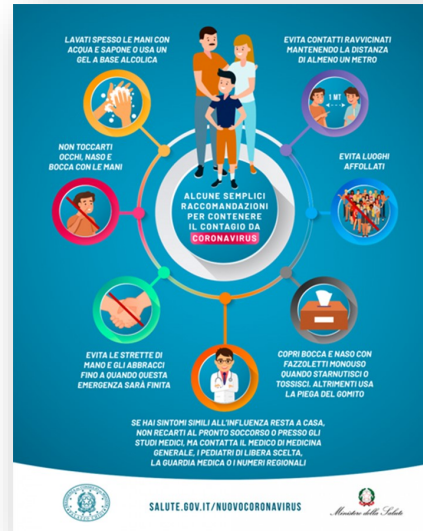 LAVATI SPESSO LE MANI CON
ACQUA E SAPONE O USA UN
GEL A BASE ALCOLICA
EVITA CONTATTI RAVVICINATI
MANTENENDO LA DISTANZA
DI ALMENO UN METRO
1 MT
NON TOCCARTI
OCCHI, NASO E
BOCCA CON LE MANI
EVITA LUOGHI
AFFOLLATI
ALCUNE SEMPLICI
RACCOMANDAZIONI
PER CONTENERE
IL CONTAGIO DA
CORONAVIRUS
EVITA LE STRETTE DI
MANO E GLI ABBRACCI
FINO A QUANDO QUESTA
EMERGENZA SARÀ FINITA
COPRI BOCCA E NASO CON
FAZZOLETTI MONOUSO
QUANDO STARNUTISCI O
TOSSISCI. ALTRIMENTI USA
LA PIEGA DEL GOMITO
SE HAI SINTOMI SIMILI ALL'INFLUENZA RESTA A CASA,
NON RECARTI AL PRONTO SOCCORSO O PRESSO GLI
STUDI MEDICI, MA CONTATTA IL MEDICO DI MEDICINA
GENERALE, I PEDIATRI DI LIBERA SCELTA,
LA GUARDIA MEDICA O I NUMERI REGIONALI
SALUTE.GOV.IT/NUOVOCORONAVIRUS
Ministero della Salute